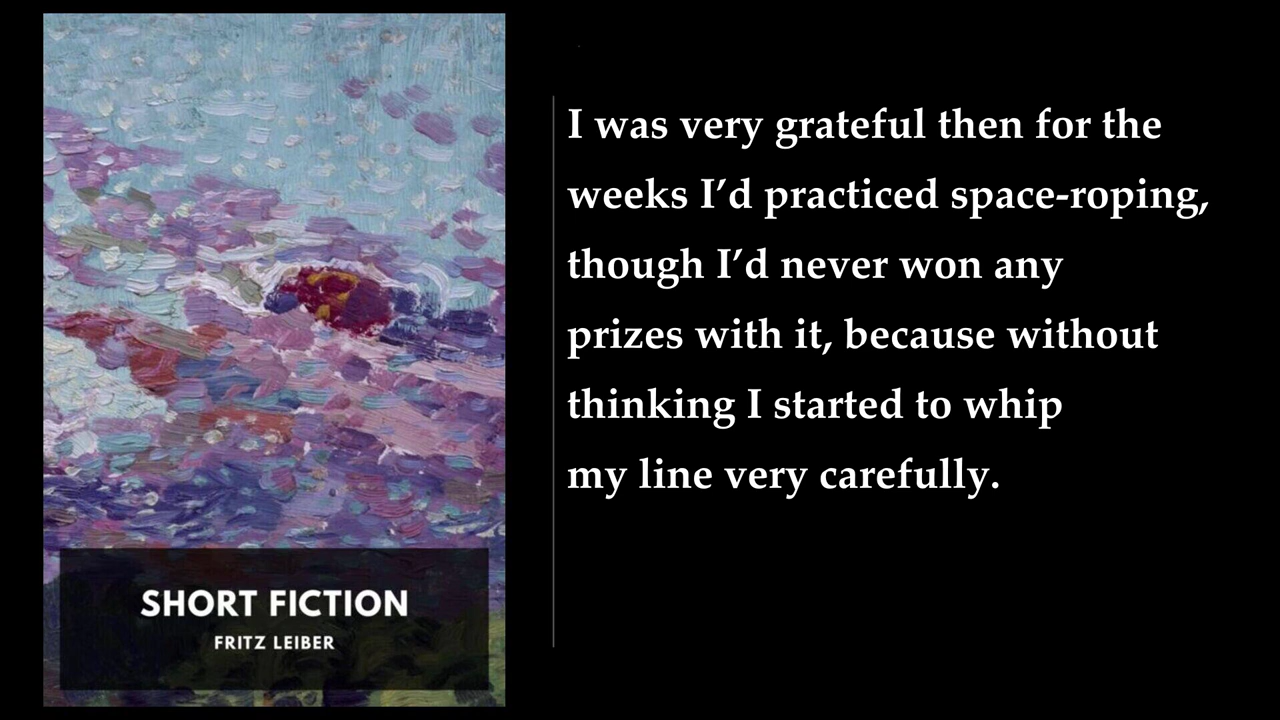 SHORT FICTION
FRITZ LEIBER
I was very grateful then for the
weeks I’d practiced space-roping,
though I’d never won any
prizes with it, because without
thinking I started to whip
my line very carefully.